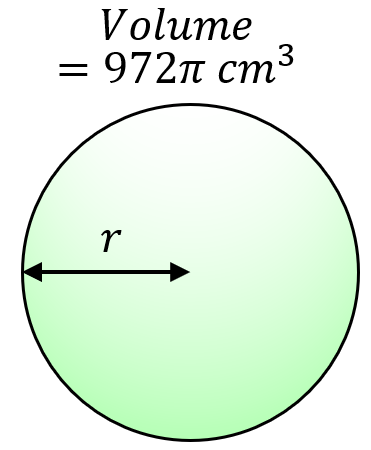 Volume
= 972π cm³
r